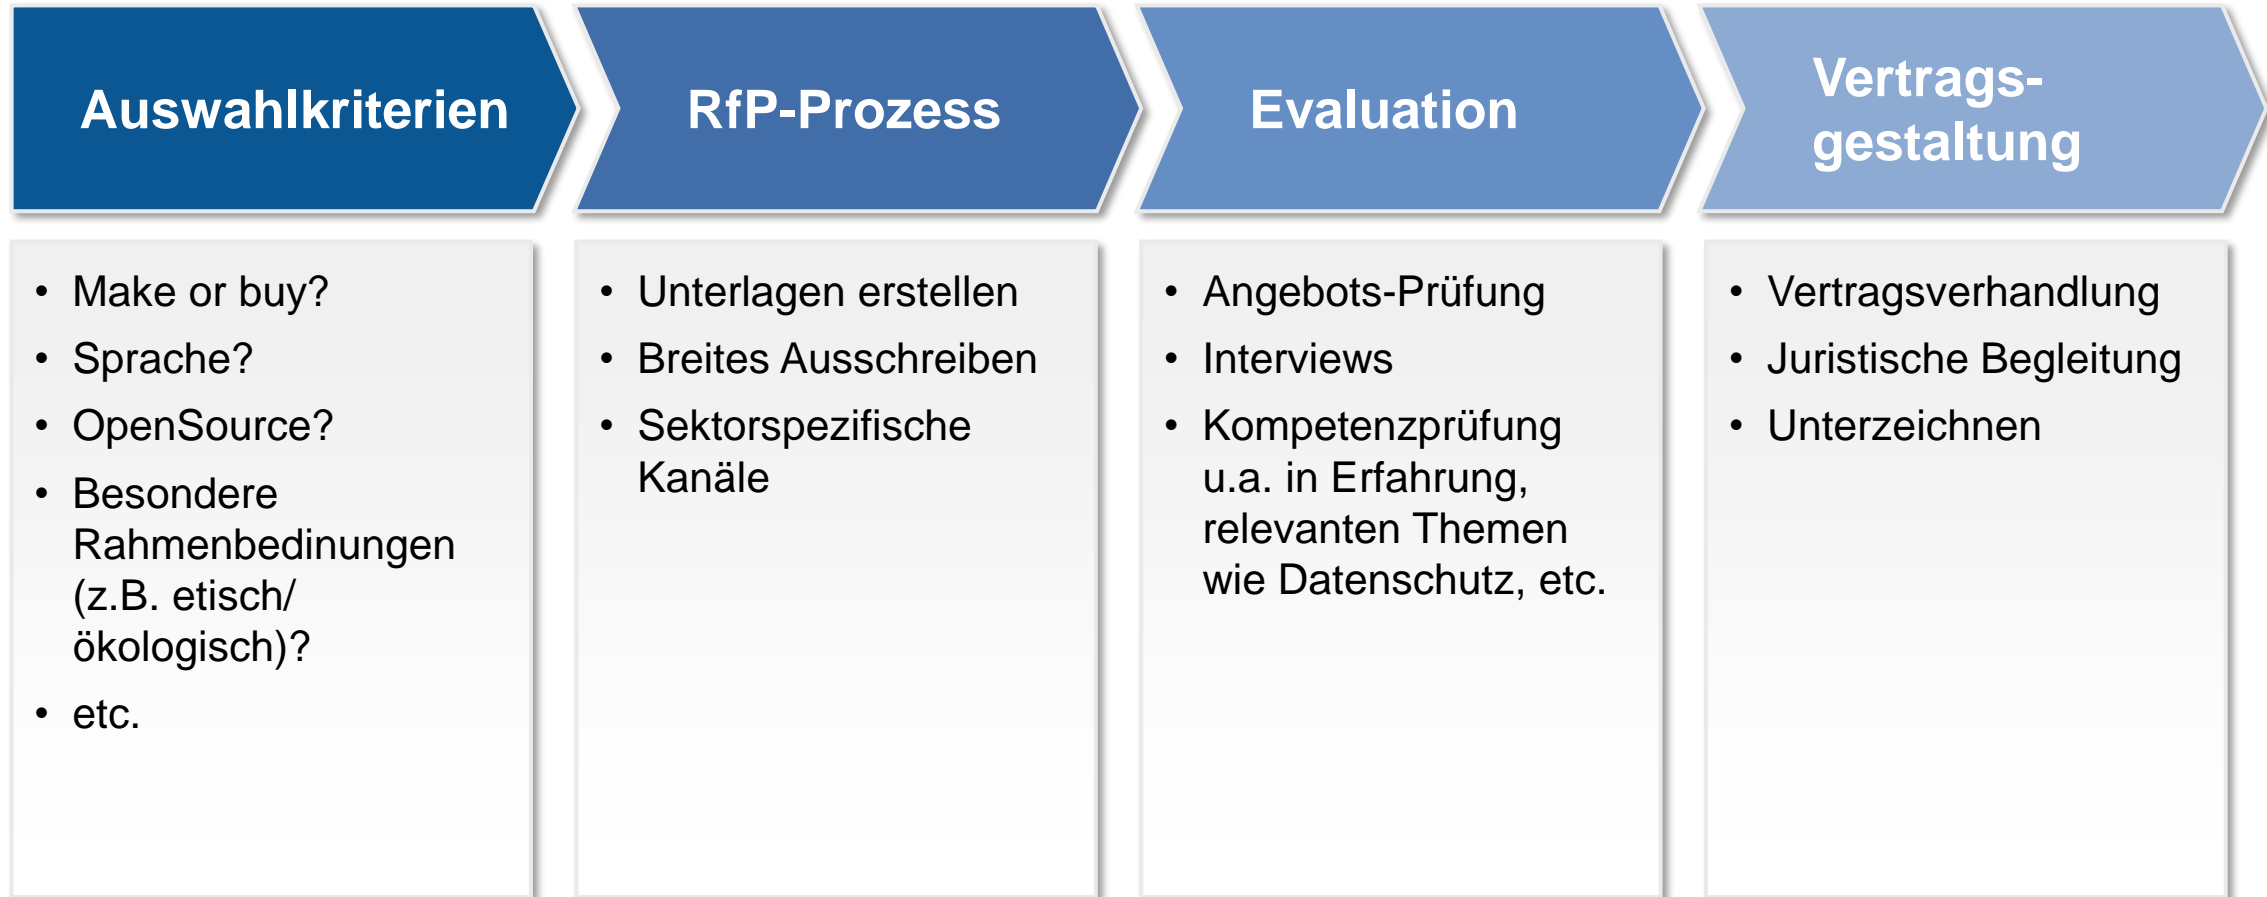 Auswahlkriterien
RfP-Prozess
Evaluation
Vertrags-
gestaltung
• Make or buy?
• Sprache?
• OpenSource?
• Besondere
Rahmenbedinungen
(z.B. etisch/
ökologisch)?
• etc.
• Unterlagen erstellen
• Breites Ausschreiben
• Sektorspezifische
Kanäle
• Angebots-Prüfung
• Interviews
• Kompetenzprüfung
u.a. in Erfahrung,
relevanten Themen
wie Datenschutz, etc.
• Vertragsverhandlung
• Juristische Begleitung
• Unterzeichnen